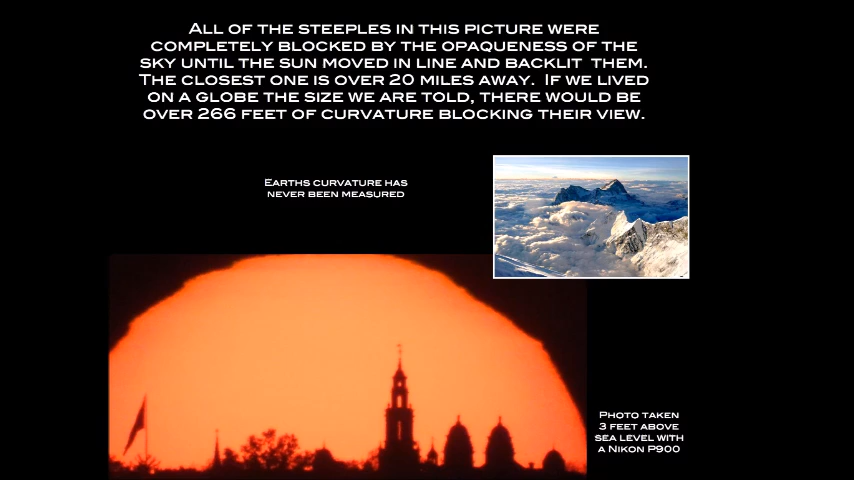 All of the steeples in this picture were
completely blocked by the opaqueness of the
sky until the sun moved in line and backlit them.
The closest one is over 20 miles away. If we lived
on a globe the size we are told, there would be
over 266 feet of curvature blocking their view.
Earths curvature has
never been measured
Photo taken
3 feet above
sea level with
a Nikon P900